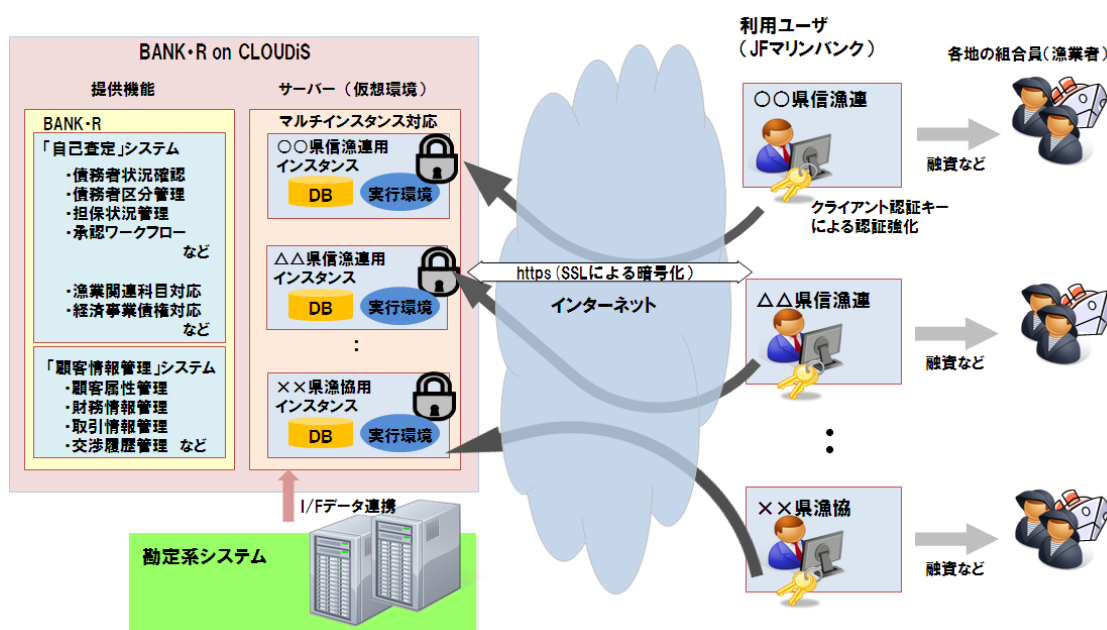 BANK・R on CLOUDiS
提供機能
BANK・R
「自己査定」システム
・債務者状況確認
・債務者区分管理
・担保状況管理
・承認ワークフロー
など
・漁業関連科目対応
・経済事業債権対応
など
「顧客情報管理」システム
・顧客属性管理
・財務情報管理
・取引情報管理
・交渉履歴管理 など
サーバー（仮想環境）
マルチインスタンス対応
〇〇県信漁連用
インスタンス
DB
実行環境
△△県信漁連用
インスタンス
DB
実行環境
：
××県漁協用
インスタンス
DB
実行環境
I/Fデータ連携
勘定系システム
https（SSLによる暗号化）
インターネット
利用ユーザ
（JFマリンバンク）
〇〇県信漁連
クライアント認証キー
による認証強化
△△県信漁連
：
××県漁協
各地の組合員（漁業者）
融資など
融資など
融資など